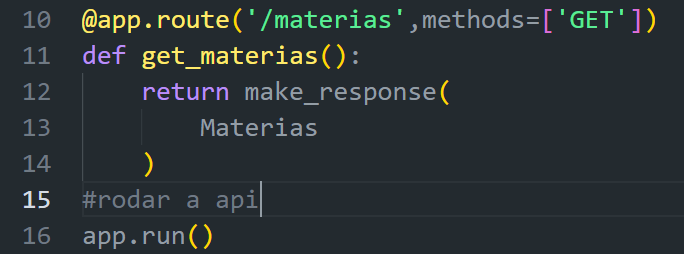 10 @app.route('/materias',methods=['GET'])
11 def get_materias():
12     return make_response(
13         Materias
14     )
15 #rodar a api
16 app.run()